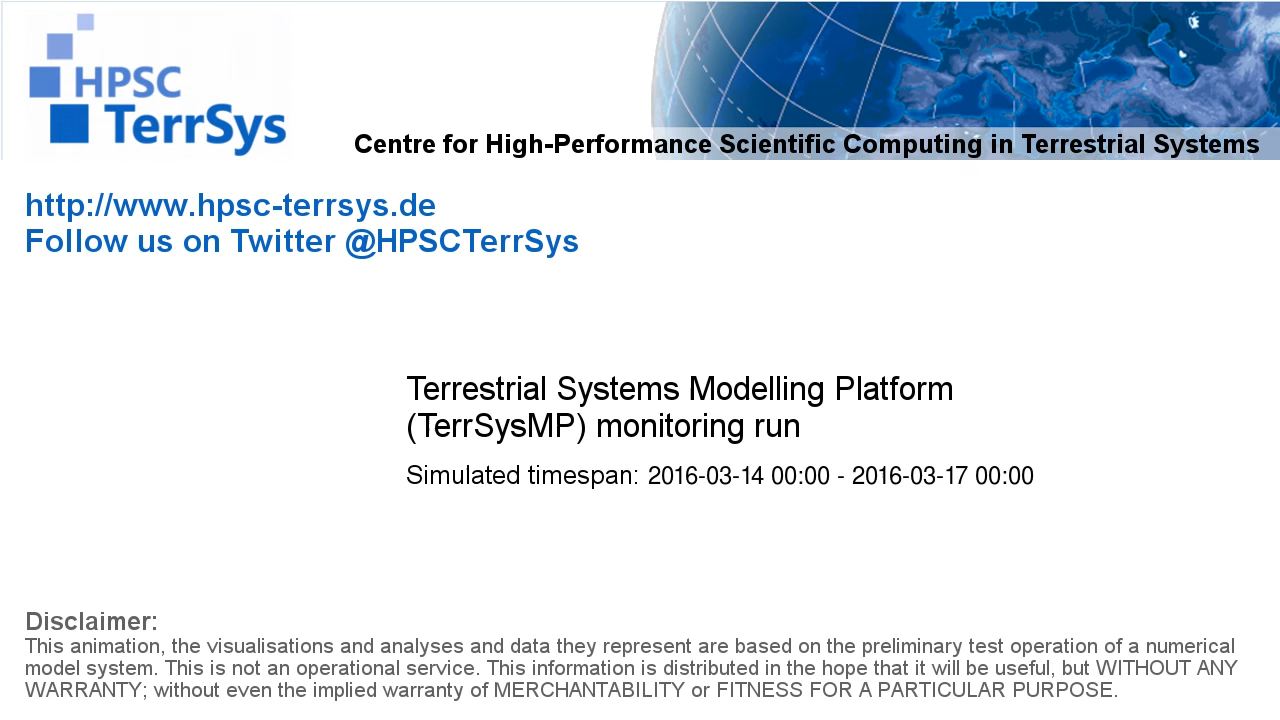 HPSC
TerrSys
Centre for High-Performance Scientific Computing in Terrestrial Systems
http://www.hpsc-terrsys.de
Follow us on Twitter @HPSCTerrSys
Terrestrial Systems Modelling Platform
(TerrSysMP) monitoring run
Simulated timespan: 2016-03-14 00:00 - 2016-03-17 00:00
Disclaimer:
This animation, the visualisations and analyses and data they represent are based on the preliminary test operation of a numerical
model system. This is not an operational service. This information is distributed in the hope that it will be useful, but WITHOUT ANY
WARRANTY; without even the implied warranty of MERCHANTABILITY or FITNESS FOR A PARTICULAR PURPOSE.